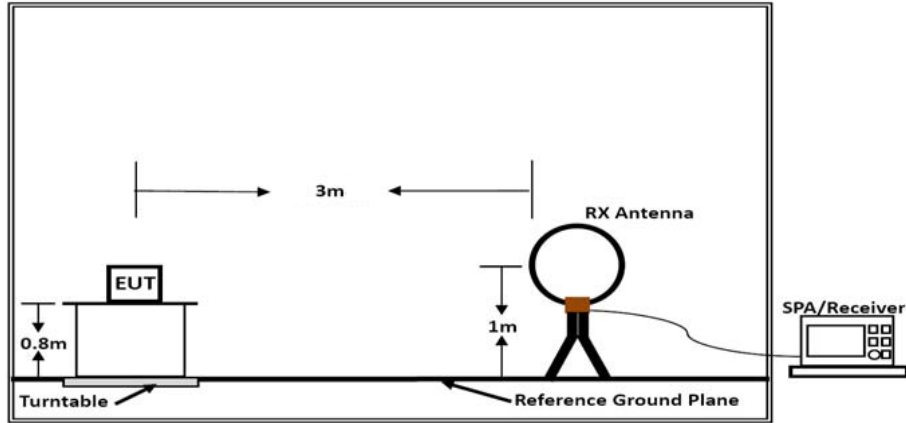 3m
RX Antenna
EUT
SPA/Receiver
0.8m
1m
Turntable
Reference Ground Plane